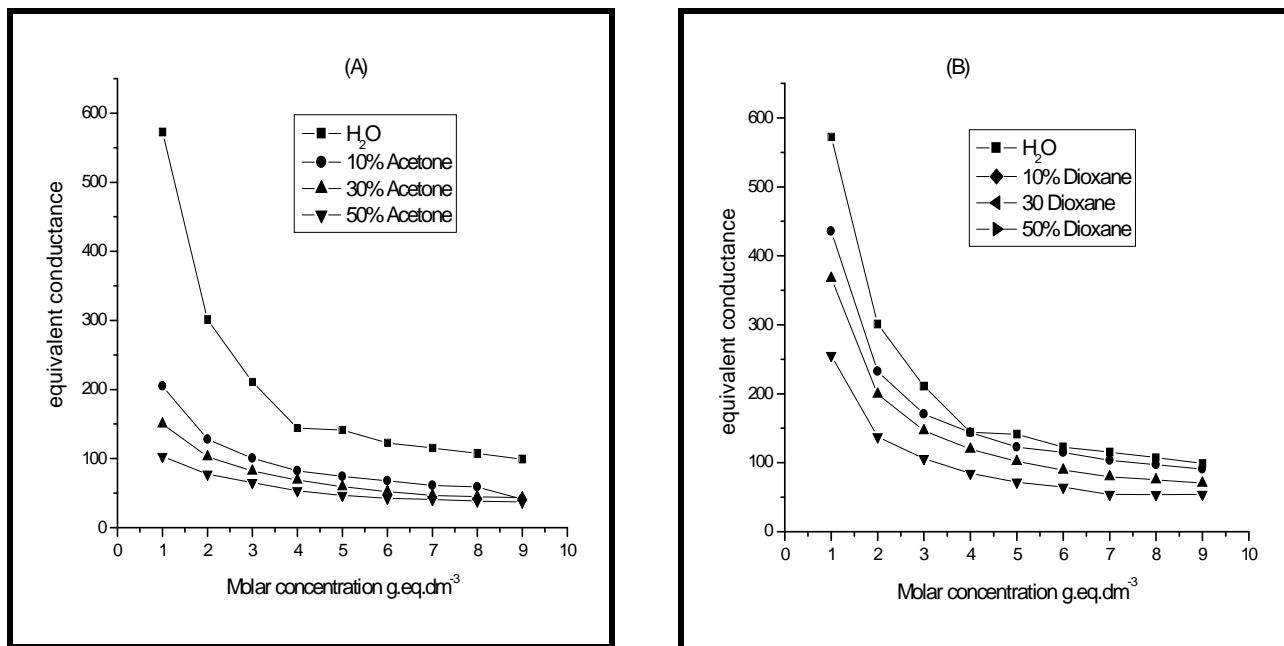 (A)
600
500
400
300
200
100
0
equivalent conductance
H2O
10% Acetone
30% Acetone
50% Acetone
0 1 2 3 4 5 6 7 8 9 10
Molar concentration g.eq.dm-3
(B)
600
500
400
300
200
100
0
equivalent conductance
H2O
10% Dioxane
30 Dioxane
50% Dioxane
0 1 2 3 4 5 6 7 8 9 10
Molar concentration g.eq.dm-3